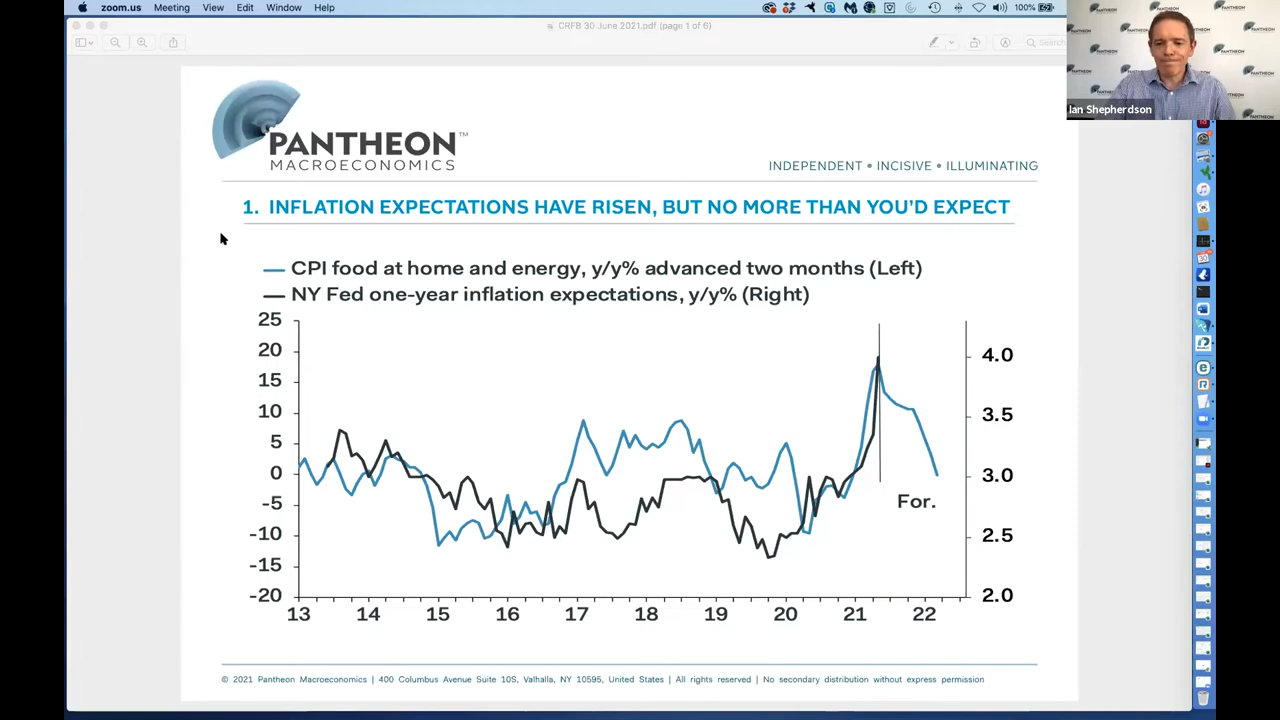 zoom.us Meeting View Edit Window Help
100%
CRFB 30 June 2021.pdf (page 1 of 6)
Search
PANTHEON
Ian Shepherdson
PANTHEON™
MACROECONOMICS
INDEPENDENT • INCISIVE • ILLUMINATING
1. INFLATION EXPECTATIONS HAVE RISEN, BUT NO MORE THAN YOU'D EXPECT
CPI food at home and energy, y/y% advanced two months (Left)
NY Fed one-year inflation expectations, y/y% (Right)
25
20
15
10
5
0
-5
-10
-15
-20
4.0
3.5
3.0
2.5
2.0
For.
13 14 15 16 17 18 19 20 21 22
© 2021 Pantheon Macroeconomics | 400 Columbus Avenue Suite 10S, Valhalla, NY 10595, United States | All rights reserved | No secondary distribution without express permission